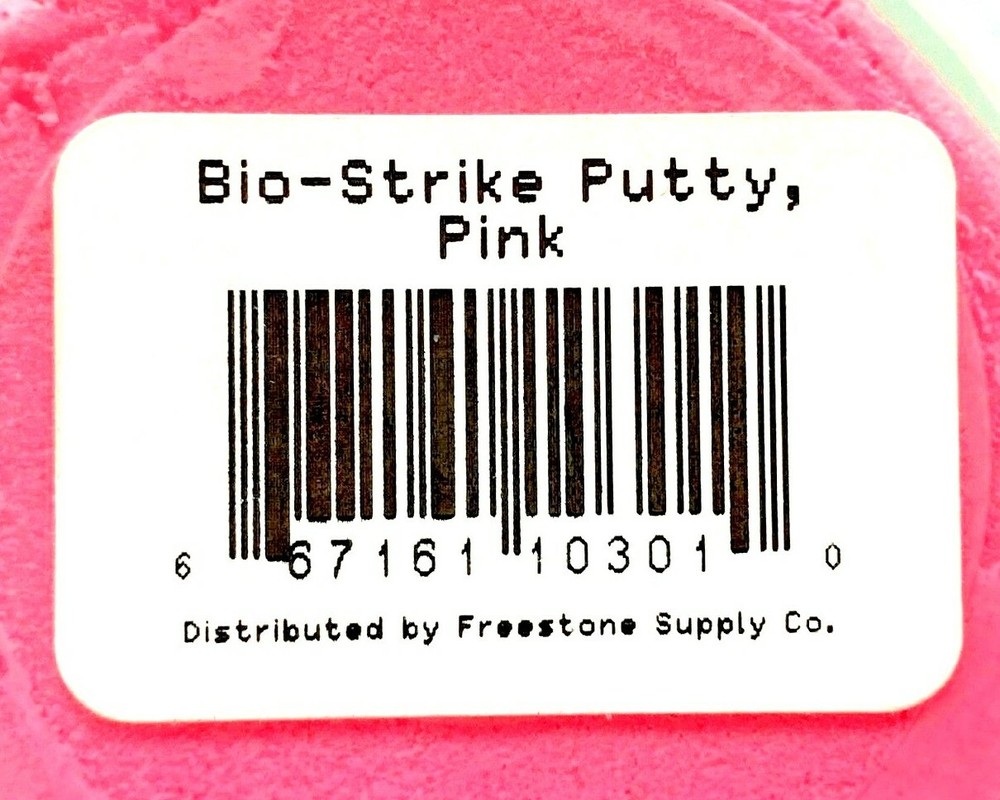 Bio-Strike Putty,
Pink
6 67161 10301 0
Distributed by Freestone Supply Co.